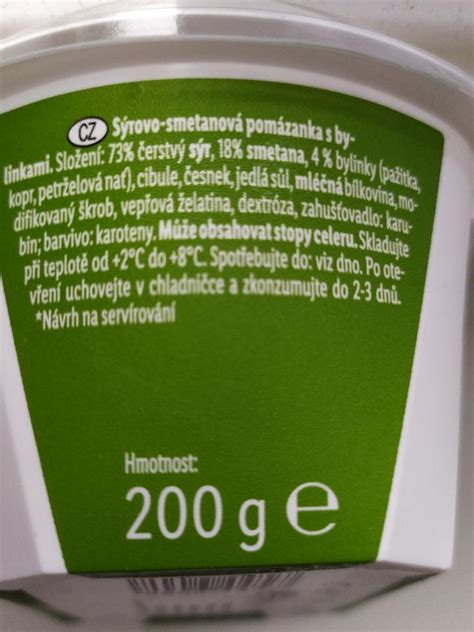 CZ Sýrovo-smetanová pomázanka s by-
linkami. Složení: 73% čerstvý sýr, 18% smetana, 4 % bylinky (pažitka,
kopr, petrželová nať), cibule, česnek, jedlá sůl, mléčná bílkovina, mo-
difikovaný škrob, vepřová želatina, dextróza, zahušťovadlo: karu-
bin; barvivo: karoteny. Může obsahovat stopy celeru. Skladujte
při teplotě od +2°C do +8°C. Spotřebujte do: viz dno. Po ote-
vření uchovejte v chladničce a zkonzumujte do 2-3 dnů.
*Návrh na servírování
Hmotnost:
200 g e